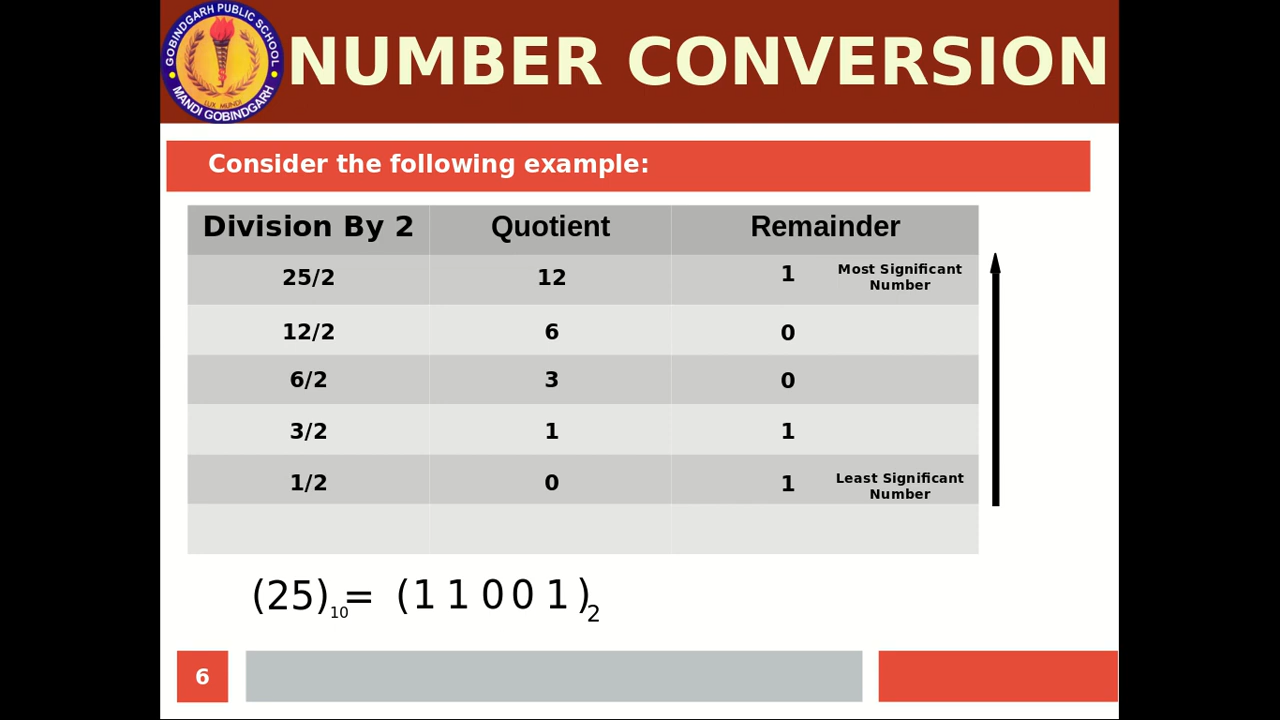 GOBINDGARH PUBLIC SCHOOL
LUX MUNDI
MANDI GOBINDGARH
NUMBER CONVERSION
Consider the following example:
Division By 2 Quotient Remainder
25/2 12 1 Most Significant
Number
12/2 6 0
6/2 3 0
3/2 1 1
1/2 0 1 Least Significant
Number
(25)10= (1 1 0 0 1)2
6